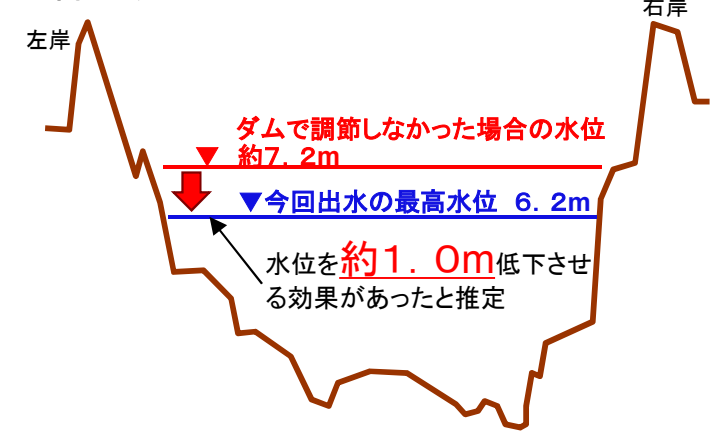 右岸
左岸
ダムで調節しなかった場合の水位
▼ 約７．２m
▼今回出水の最高水位 ６．２m
水位を約１．０m低下させ
る効果があったと推定